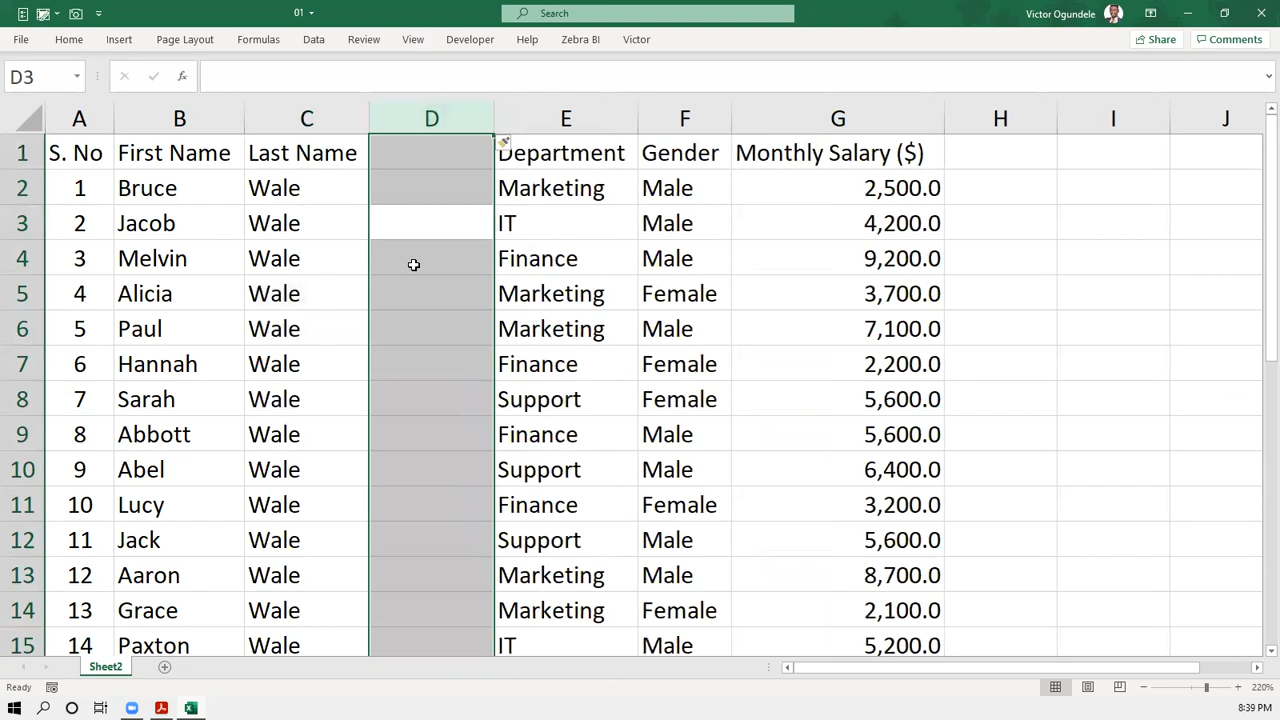 01
Search
Victor Ogundele
File Home Insert Page Layout Formulas Data Review View Developer Help Zebra BI Victor
Share Comments
D3
fx
A B C D E F G H I J
1 S. No First Name Last Name Department Gender Monthly Salary ($)
2 1 Bruce Wale Marketing Male 2,500.0
3 2 Jacob Wale IT Male 4,200.0
4 3 Melvin Wale Finance Male 9,200.0
5 4 Alicia Wale Marketing Female 3,700.0
6 5 Paul Wale Marketing Male 7,100.0
7 6 Hannah Wale Finance Female 2,200.0
8 7 Sarah Wale Support Female 5,600.0
9 8 Abbott Wale Finance Male 5,600.0
10 9 Abel Wale Support Male 6,400.0
11 10 Lucy Wale Finance Female 3,200.0
12 11 Jack Wale Support Male 5,600.0
13 12 Aaron Wale Marketing Male 8,700.0
14 13 Grace Wale Marketing Female 2,100.0
15 14 Paxton Wale IT Male 5,200.0
Sheet2
Ready
220%
8:39 PM